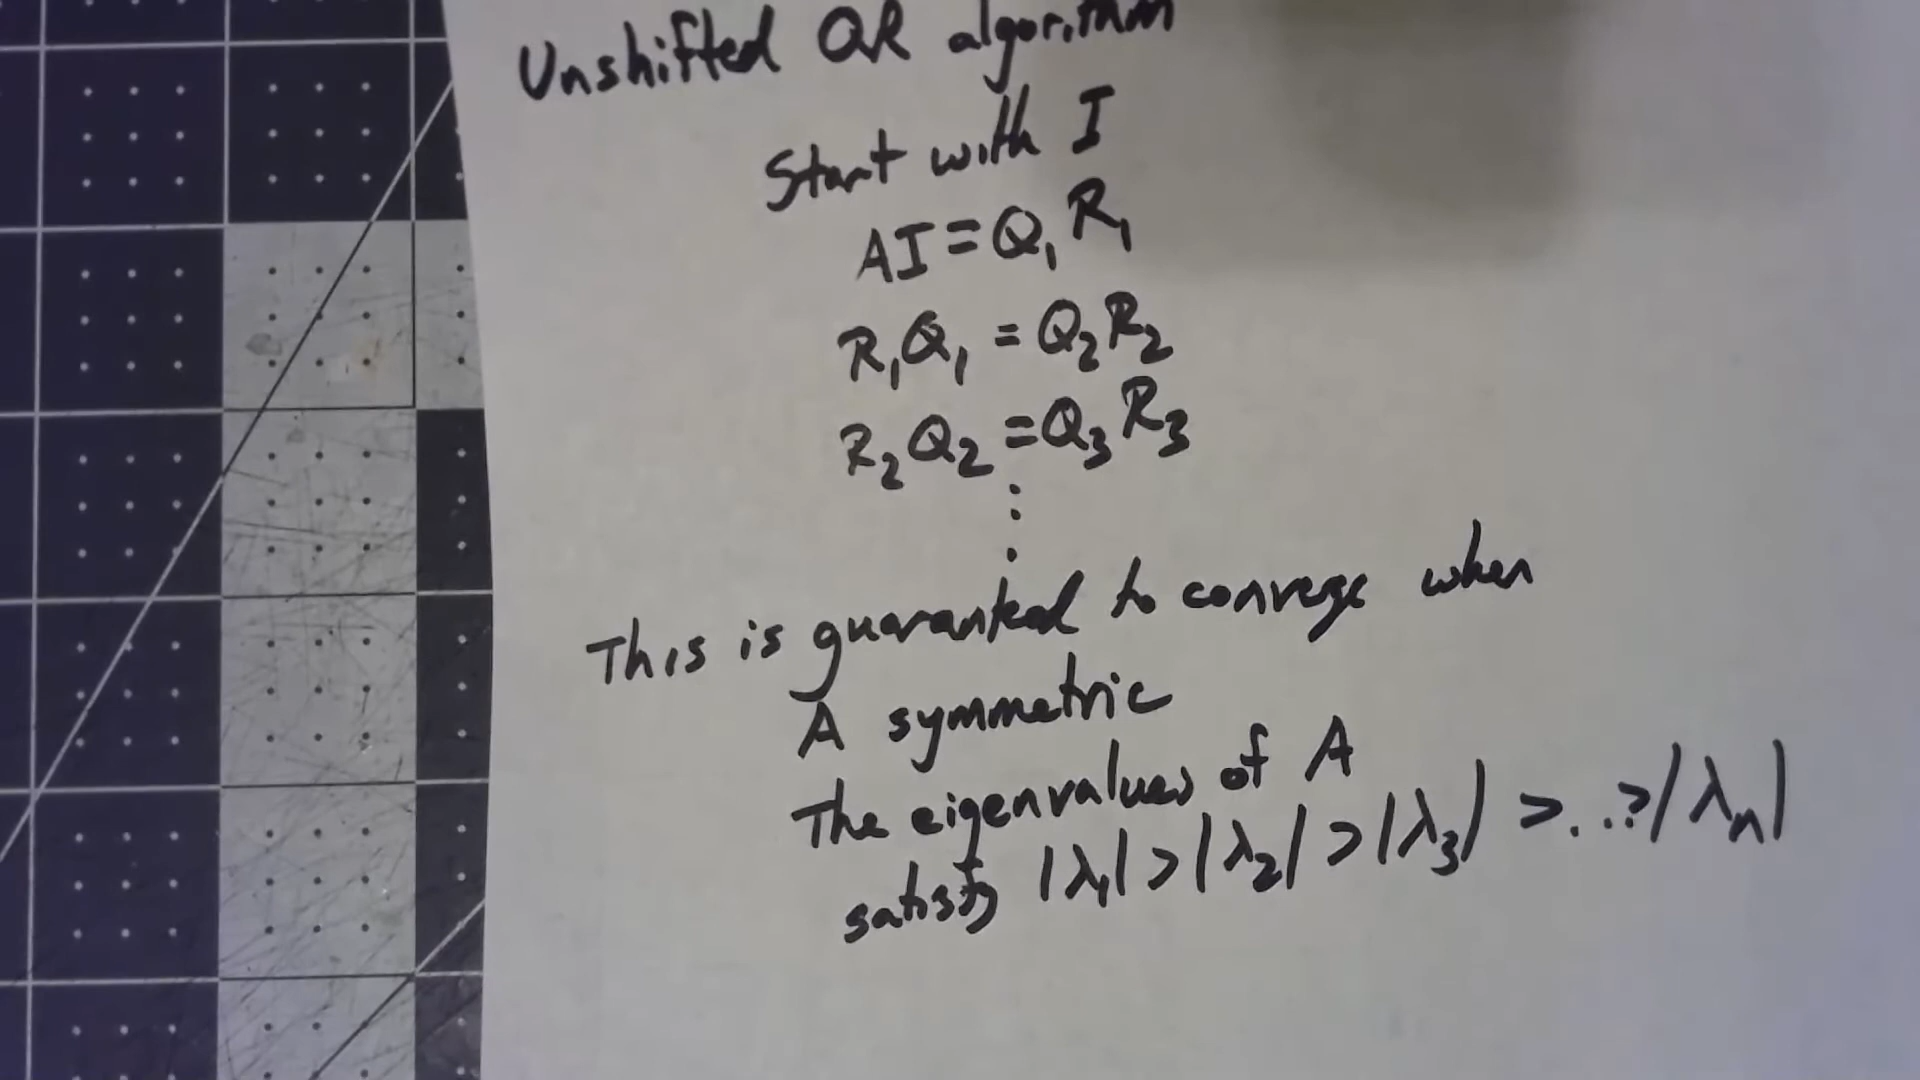 Unshifted QR algorithm
Start with I
AI = Q₁R₁
R₁Q₁ = Q₂R₂
R₂Q₂ = Q₃R₃
⋮
This is guaranteed to converge when
A symmetric
The eigenvalues of A
satisfy |λ₁| > |λ₂| > |λ₃| > ... > |λₙ|